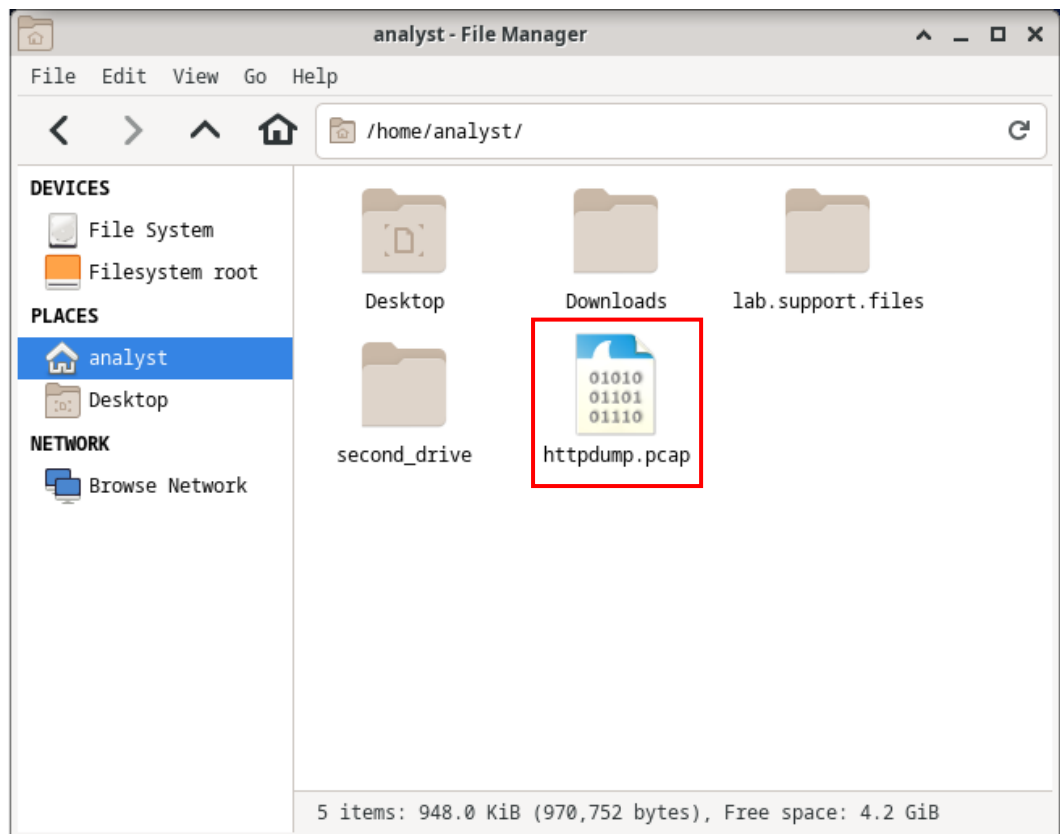 analyst - File Manager
File Edit View Go Help
/home/analyst/
DEVICES
File System
Filesystem root
PLACES
analyst
Desktop
NETWORK
Browse Network
Desktop Downloads lab.support.files
01010
01101
01110
second_drive httpdump.pcap
5 items: 948.0 KiB (970,752 bytes), Free space: 4.2 GiB